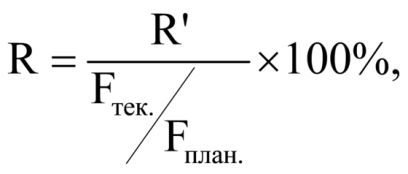 R = R' / (Fтек. / Fплан.) ×100%,